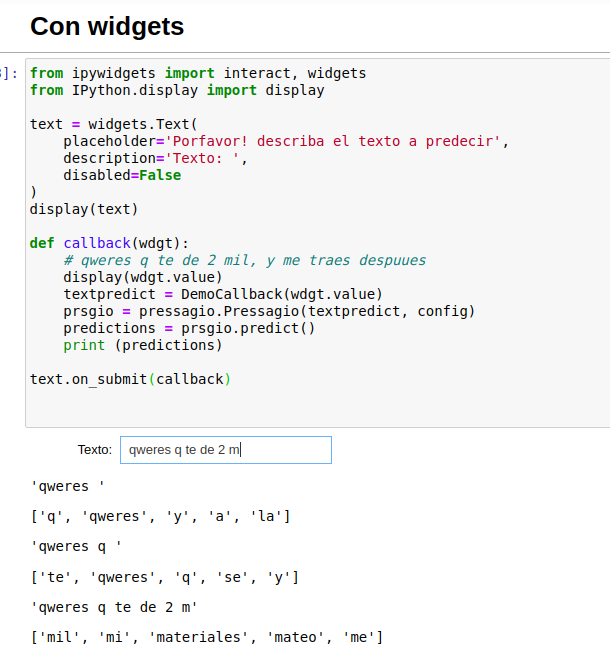 Con widgets
]:
from ipywidgets import interact, widgets
from IPython.display import display
text = widgets.Text(
placeholder='Porfavor! describa el texto a predecir',
description='Texto: ',
disabled=False
)
display(text)
def callback(wdgt):
# qweres q te de 2 mil, y me traes despuues
display(wdgt.value)
textpredict = DemoCallback(wdgt.value)
prsgio = pressagio.Pressagio(textpredict, config)
predictions = prsgio.predict()
print (predictions)
text.on_submit(callback)
Texto: qweres q te de 2 m
'qweres '
['q', 'qweres', 'y', 'a', 'la']
'qweres q '
['te', 'qweres', 'q', 'se', 'y']
'qweres q te de 2 m'
['mil', 'mi', 'materiales', 'mateo', 'me']